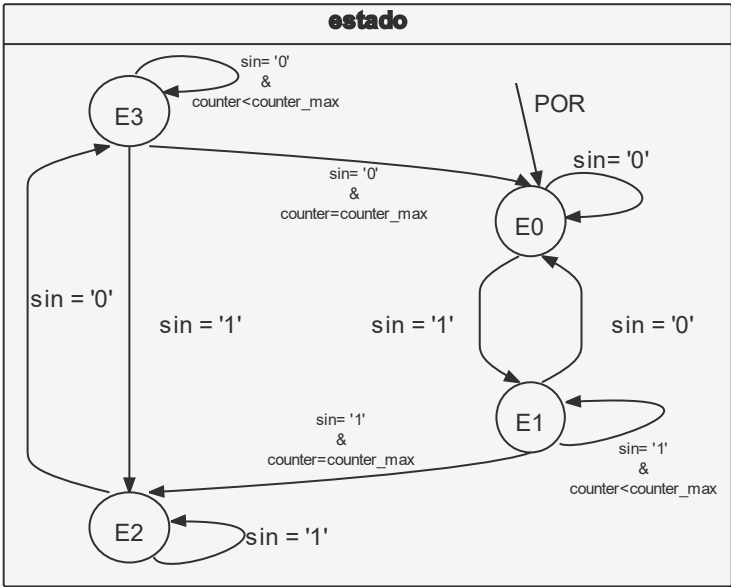 estado
sin= '0'
&
counter<counter_max
E3
POR
sin= '0'
sin= '0'
&
counter=counter_max
E0
sin = '0'
sin = '1'
sin = '1'
sin = '0'
sin= '1'
&
counter=counter_max
E1
sin= '1'
&
counter<counter_max
E2
sin = '1'